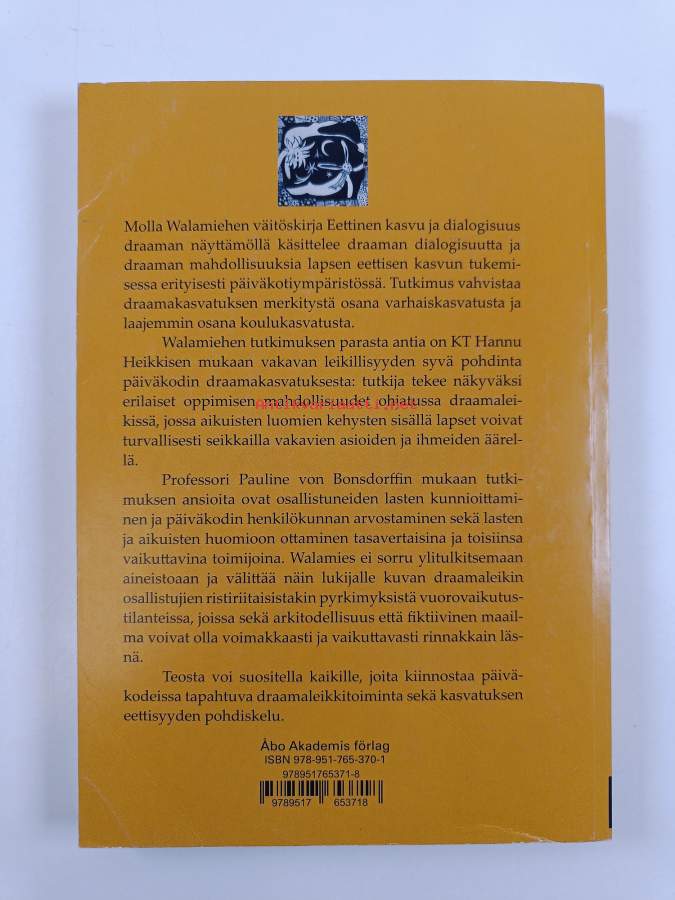 Molla Walamiehen väitöskirja Eettinen kasvu ja dialogisuus
draaman näyttämöllä käsittelee draaman dialogisuutta ja
draaman mahdollisuuksia lapsen eettisen kasvun tukemi-
sessa erityisesti päiväkotiympäristössä. Tutkimus vahvistaa
draamakasvatuksen merkitystä osana varhaiskasvatusta ja
laajemmin osana koulukasvatusta.
Walamiehen tutkimuksen parasta antia on KT Hannu
Heikkisen mukaan vakavan leikillisyyden syvä pohdinta
päiväkodin draamakasvatuksesta: tutkija tekee näkyväksi
erilaiset oppimisen mahdollisuudet ohjatussa draamalei-
Antikvariaatti.net
kissä, jossa aikuisten luomien kehysten sisällä lapset voivat
turvallisesti seikkailla vakavien asioiden ja ihmeiden äärel-
lä.
Professori Pauline von Bonsdorffin mukaan tutki-
muksen ansioita ovat osallistuneiden lasten kunnioittami-
nen ja päiväkodin henkilökunnan arvostaminen sekä lasten
ja aikuisten huomioon ottaminen tasavertaisina ja toisiinsa
vaikuttavina toimijoina. Walamies ei sorru ylitulkitsemaan
aineistoaan ja välittää näin lukijalle kuvan draamaleikin
osallistujien ristiriitaisistakin pyrkimyksistä vuorovaikutus-
tilanteissa, joissa sekä arkitodellisuus että fiktiivinen maail-
ma voivat olla voimakkaasti ja vaikuttavasti rinnakkain läs-
nä.
Teosta voi suositella kaikille, joita kiinnostaa päivä-
kodeissa tapahtuva draamaleikkitoiminta sekä kasvatuksen
eettisyyden pohdiskelu.
Åbo Akademis förlag
ISBN 978-951-765-370-1
978951765371-8
9789517 653718